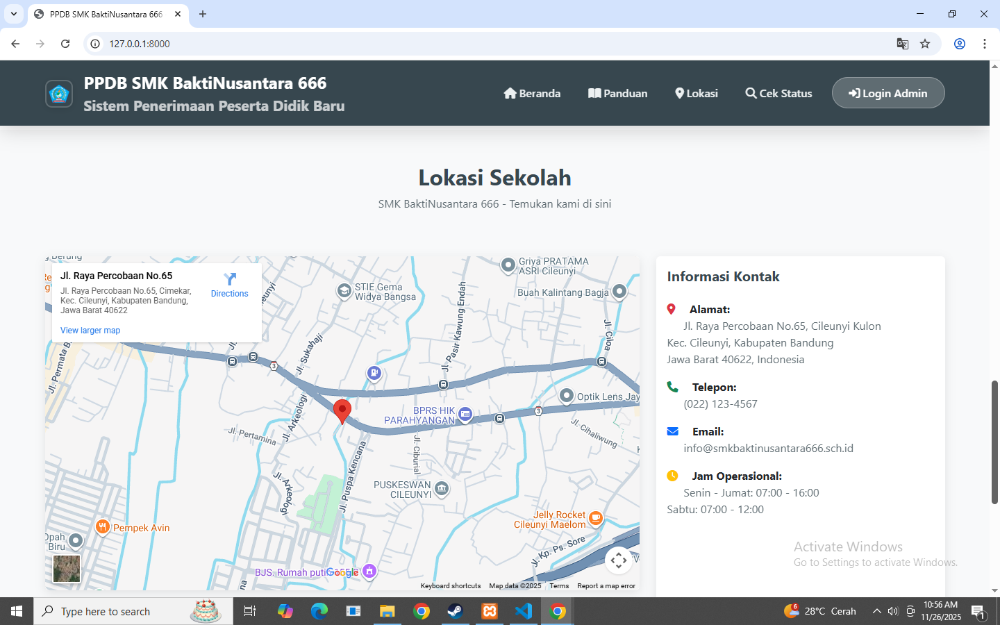 PPDB SMK BaktiNusantara 666
127.0.0.1:8000
PPDB SMK BaktiNusantara 666
Sistem Penerimaan Peserta Didik Baru
Beranda
Panduan
Lokasi
Cek Status
Login Admin
Lokasi Sekolah
SMK BaktiNusantara 666 - Temukan kami di sini
Jl. Raya Percobaan No.65
Jl. Raya Percobaan No.65, Cimekar,
Kec. Cileunyi, Kabupaten Bandung,
Jawa Barat 40622
View larger map
Directions
STIE Gema
Widya Bangsa
Griya PRATAMA
ASRI Cileunyi
Buah Kalintang Bagja
Jl. Pasir Kawung Endah
Jl. Ciloa
Jl. Sukahaji
Jl. Permata B
3
Jl. Arkeologi
Jl. Pertamina
BPRS HIK
PARAHYANGAN
Optik Lens Jay
3
Jl. Cihaliwung
Jl. Ciburial
Jl. Puspa Kencana
Jl. Arkeologi
PUSKESWAN
CILEUNYI
Jelly Rocket
Cileunyi Maelom
Pempek Avin
Opah
Biru
Jl. Kp. Ps. Sore
BJS. Rumah puti
Google
Keyboard shortcuts
Map data ©2025
Terms
Report a map error
Informasi Kontak
Alamat:
Jl. Raya Percobaan No.65, Cileunyi Kulon
Kec. Cileunyi, Kabupaten Bandung
Jawa Barat 40622, Indonesia
Telepon:
(022) 123-4567
Email:
info@smkbaktinusantara666.sch.id
Jam Operasional:
Senin - Jumat: 07:00 - 16:00
Sabtu: 07:00 - 12:00
Activate Windows
Go to Settings to activate Windows.
Type here to search
6
28°C Cerah
10:56 AM
11/26/2025
1